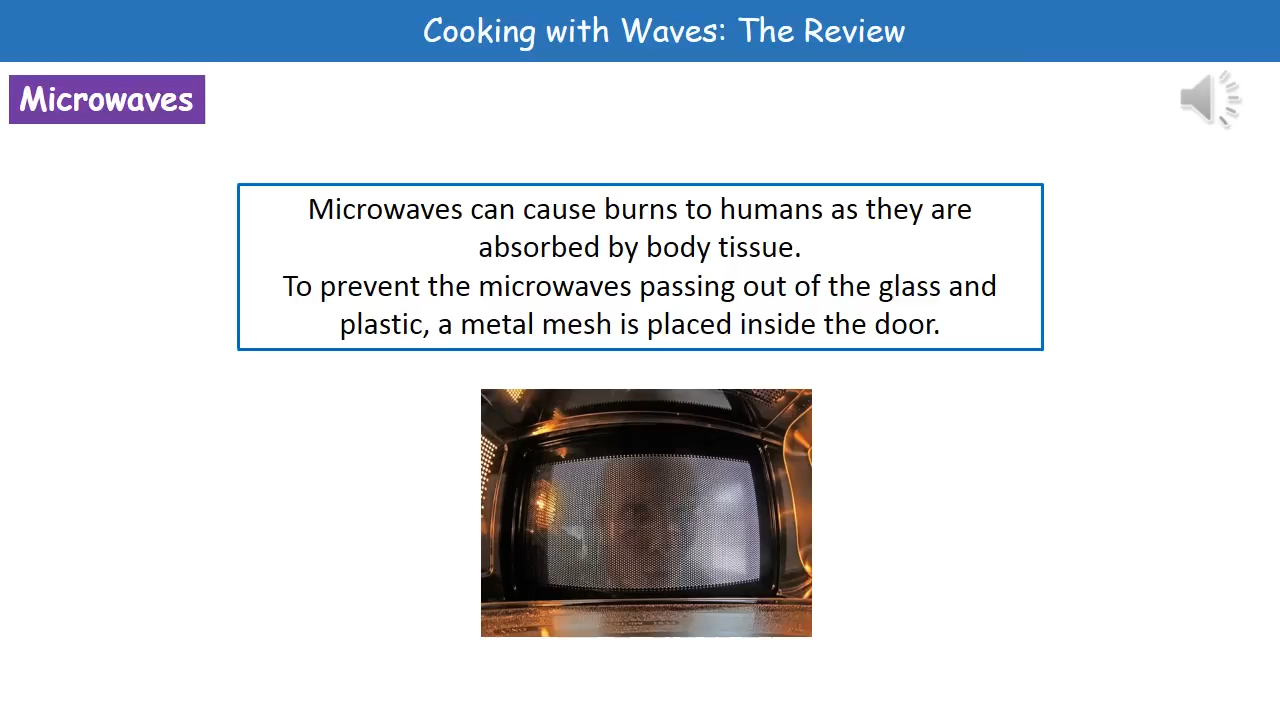 Cooking with Waves: The Review
Microwaves
Microwaves can cause burns to humans as they are
absorbed by body tissue.
To prevent the microwaves passing out of the glass and
plastic, a metal mesh is placed inside the door.